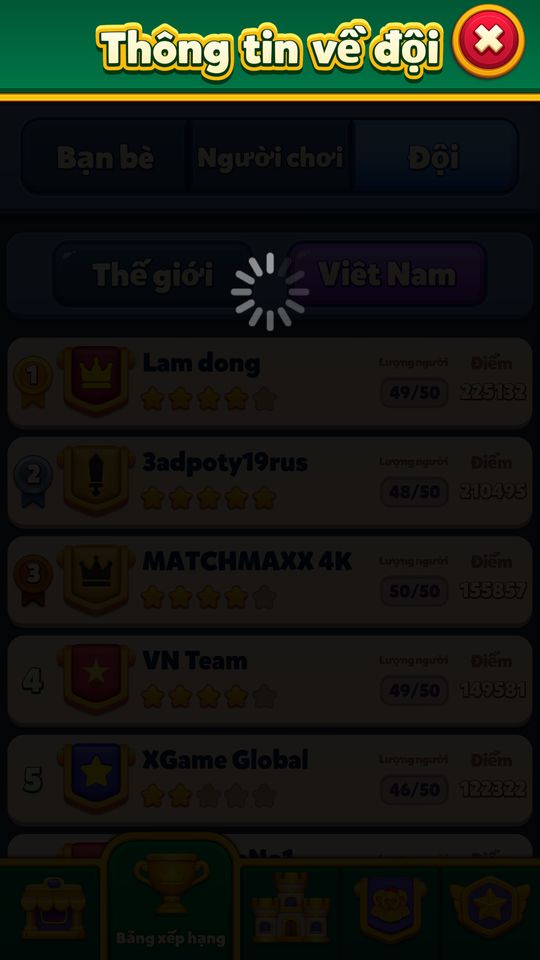 Thông tin về đội
Bạn bè Người chơi Đội
Thế giới Việt Nam
1 Lam dong Lượng người Điểm
49/50 225132
2 3adpoty19rus Lượng người Điểm
48/50 210495
3 MATCHMAXX 4K Lượng người Điểm
50/50 155857
4 VN Team Lượng người Điểm
49/50 149581
5 XGame Global Lượng người Điểm
46/50 122322
Bảng xếp hạng